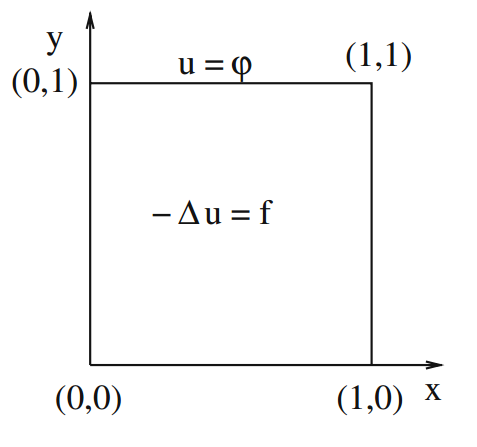 y
u = φ
(1,1)
(0,1)
− Δu = f
(0,0)
(1,0)
x